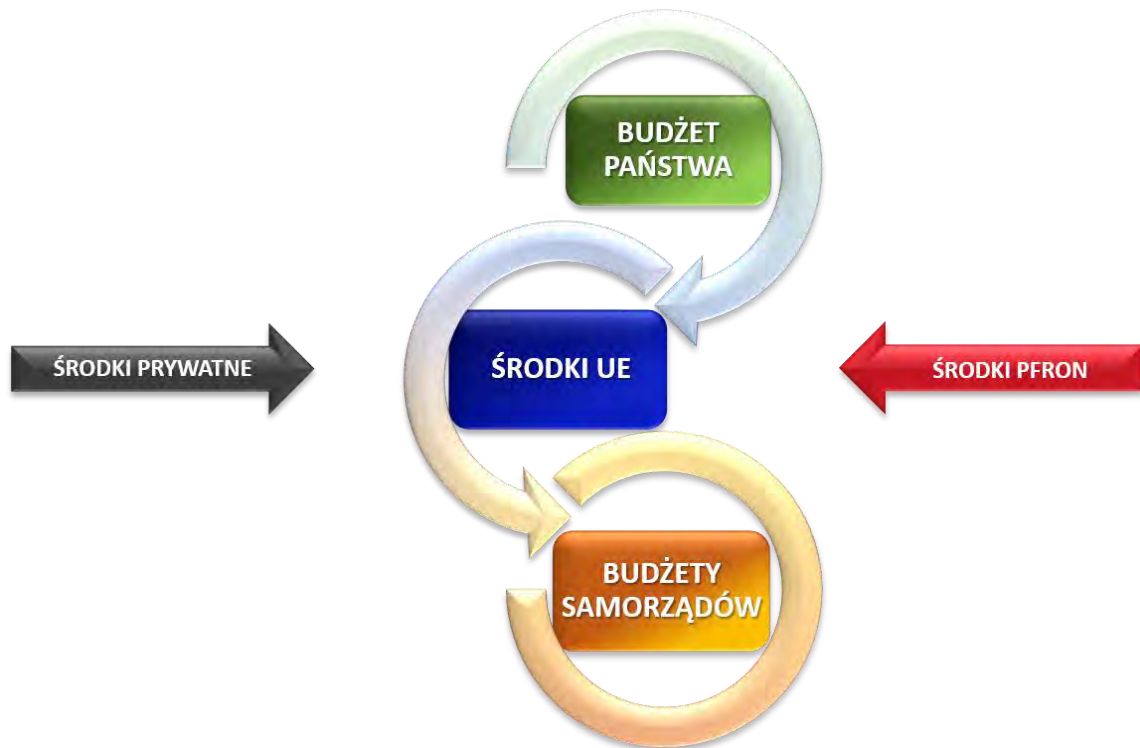 BUDŻET
PAŃSTWA
ŚRODKI PRYWATNE
ŚRODKI UE
ŚRODKI PFRON
BUDŻETY
SAMORZĄDÓW